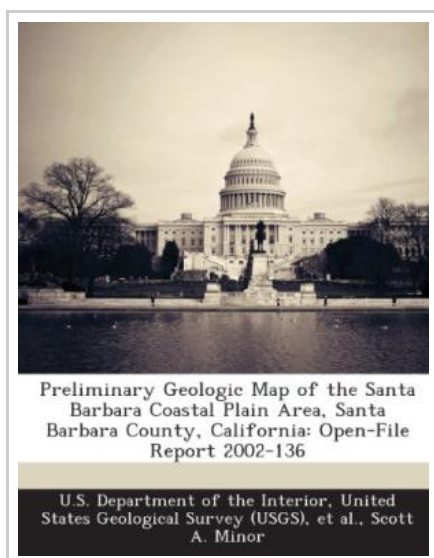 Preliminary Geologic Map of the Santa
Barbara Coastal Plain Area, Santa
Barbara County, California: Open-File
Report 2002-136
U.S. Department of the Interior, United
States Geological Survey (USGS), et al., Scott
A. Minor